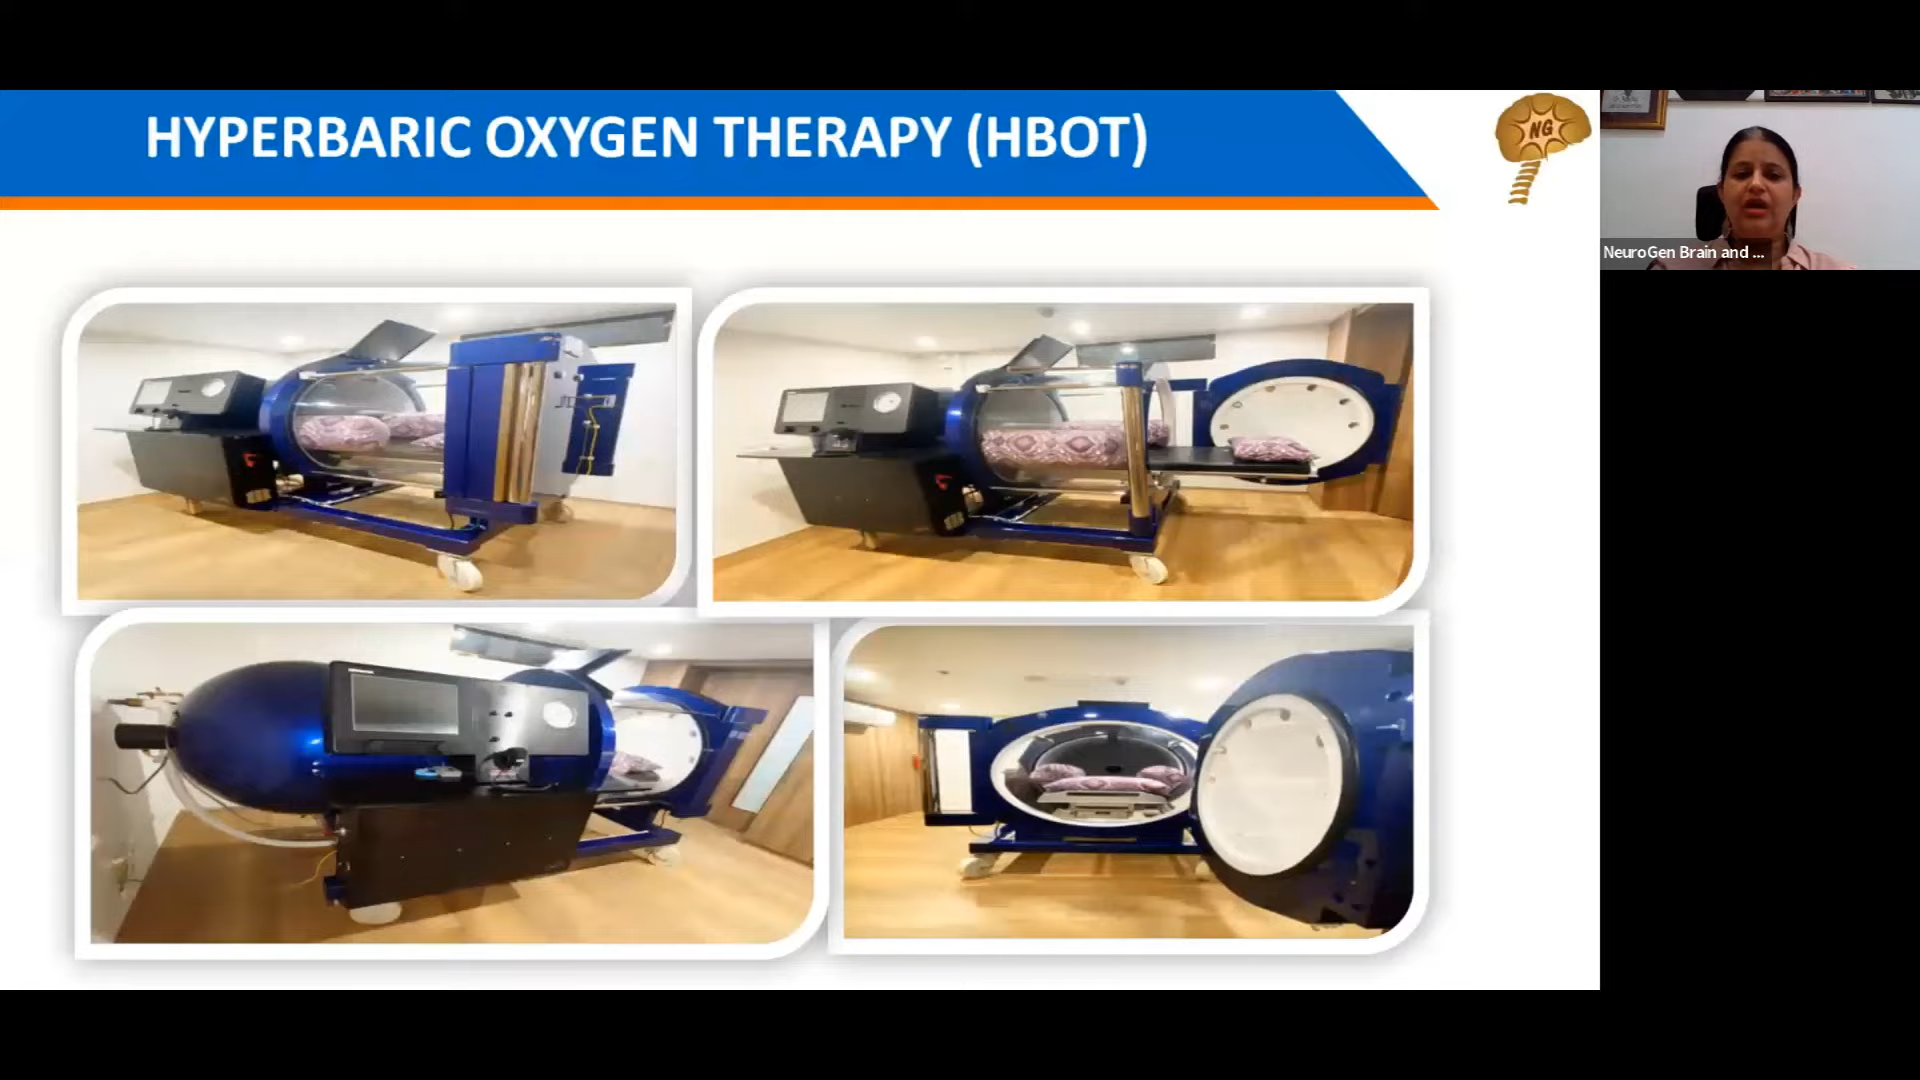 HYPERBARIC OXYGEN THERAPY (HBOT)
NG
NeuroGen Brain and ...